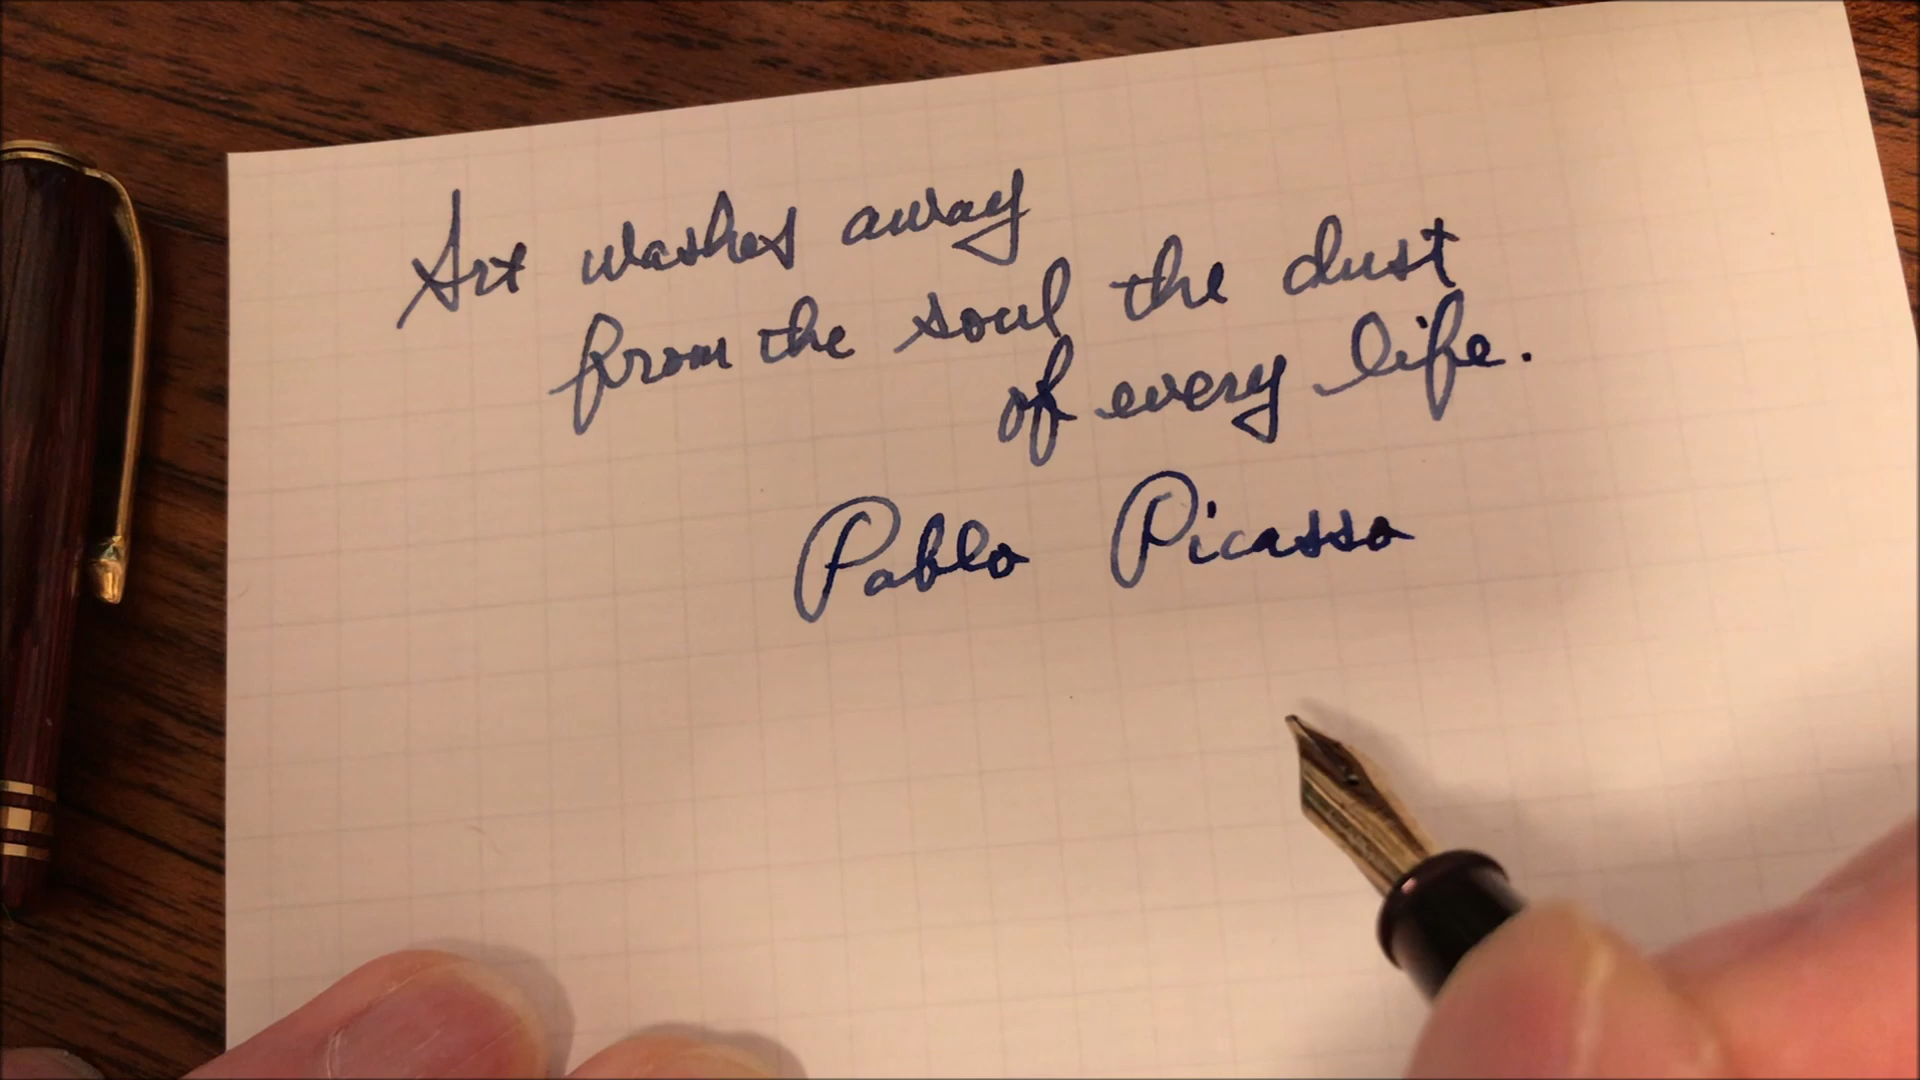 Art washes away
from the soul the dust
of every life.
Pablo Picasso